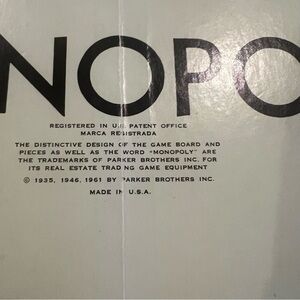 NOPO
REGISTERED IN U.S. PATENT OFFICE
MARCA REGISTRADA
THE DISTINCTIVE DESIGN OF THE GAME BOARD AND
PIECES AS WELL AS THE WORD "MONOPOLY" ARE
THE TRADEMARKS OF PARKER BROTHERS INC. FOR
ITS REAL ESTATE TRADING GAME EQUIPMENT
© 1935, 1946, 1961 BY PARKER BROTHERS INC.
MADE IN U.S.A.